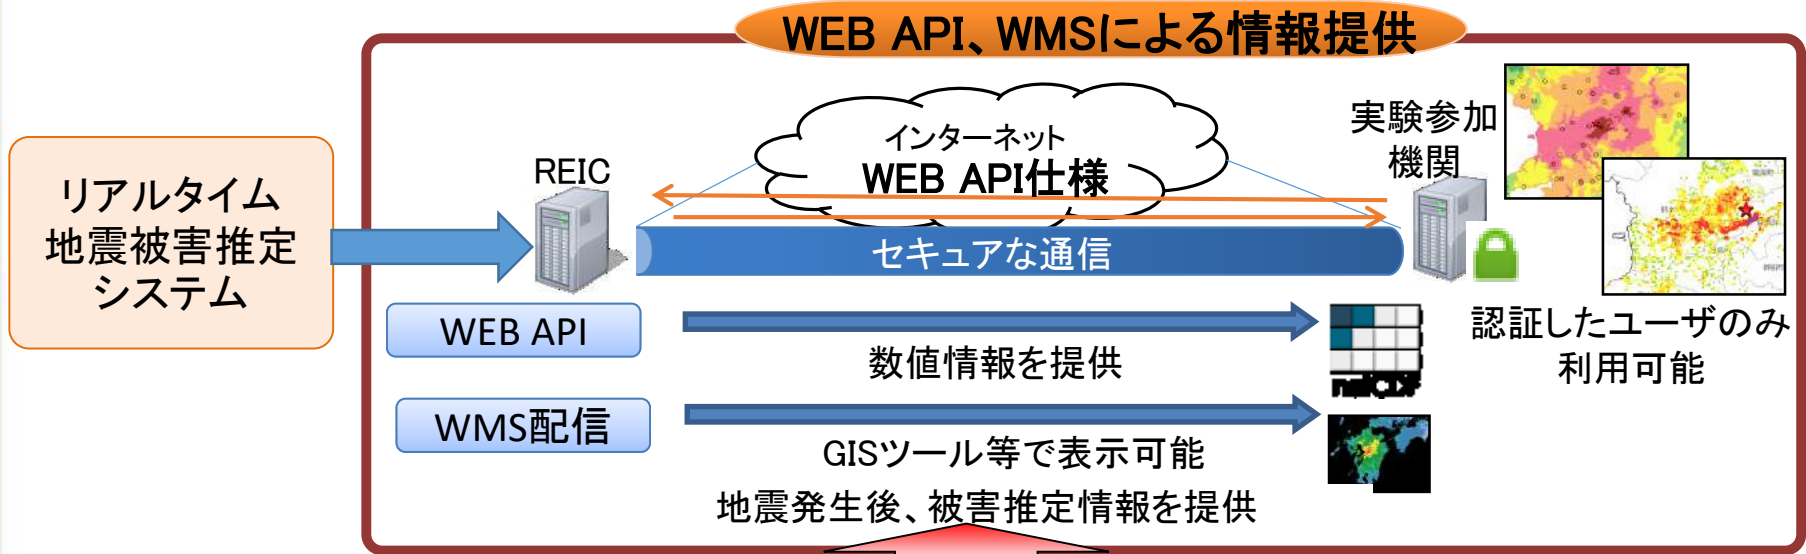 WEB API、WMSによる情報提供
リアルタイム
地震被害推定
システム
REIC
インターネット
WEB API仕様
セキュアな通信
実験参加
機関
認証したユーザのみ
利用可能
WEB API
数値情報を提供
netCDF
WMS配信
GISツール等で表示可能
地震発生後、被害推定情報を提供